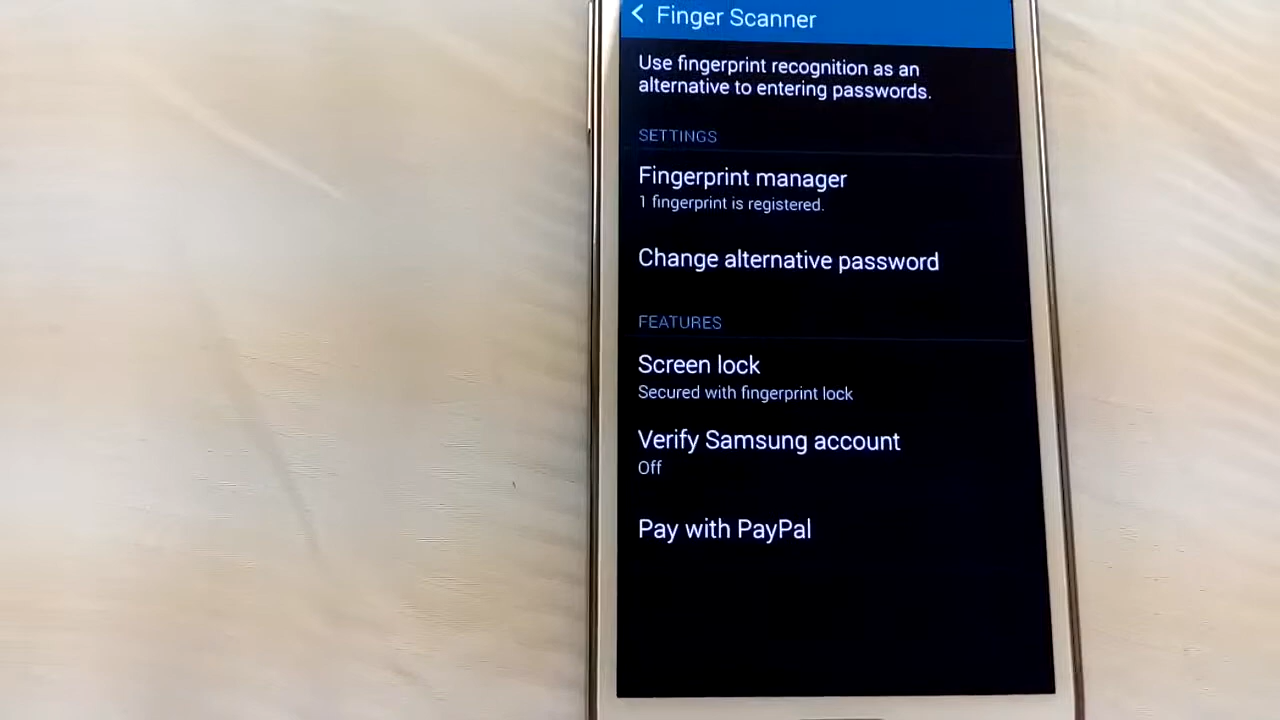 Finger Scanner
Use fingerprint recognition as an
alternative to entering passwords.
SETTINGS
Fingerprint manager
1 fingerprint is registered.
Change alternative password
FEATURES
Screen lock
Secured with fingerprint lock
Verify Samsung account
Off
Pay with PayPal